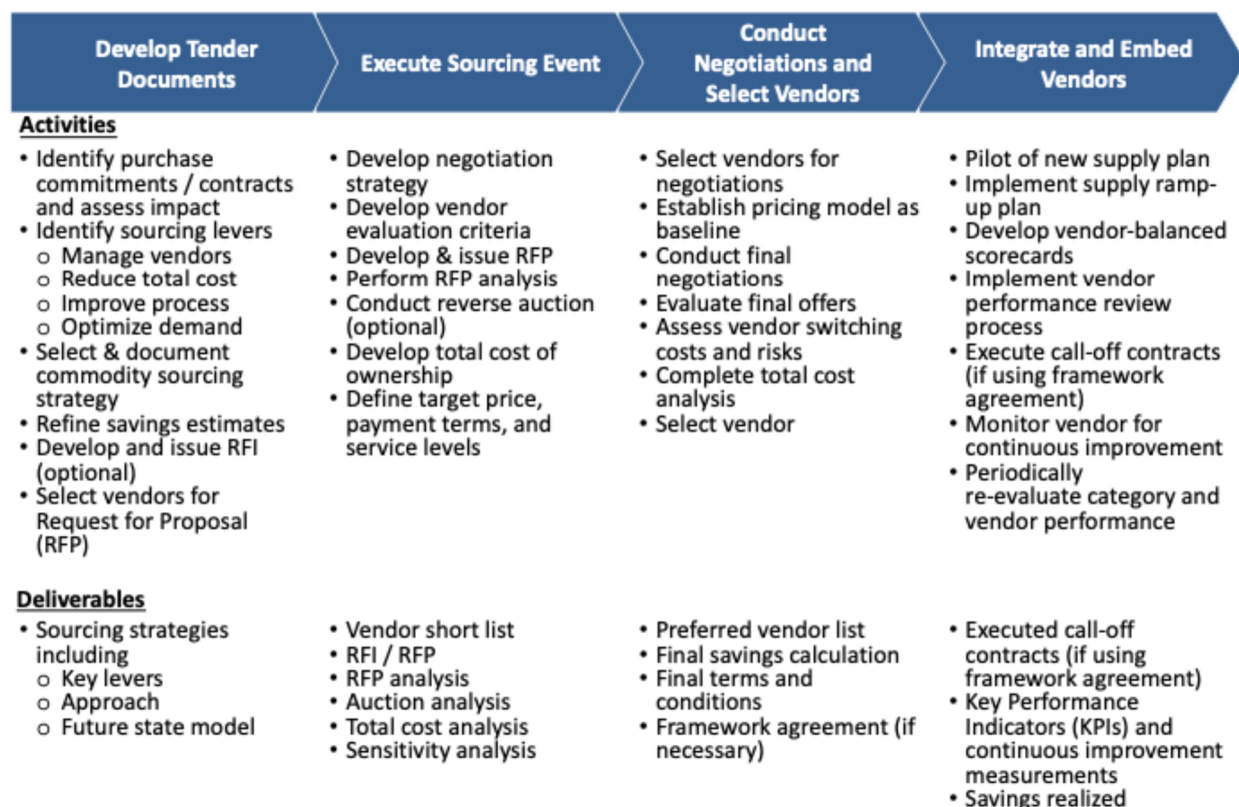 Develop Tender
Documents
Execute Sourcing Event
Conduct
Negotiations and
Select Vendors
Integrate and Embed
Vendors
Activities
• Identify purchase
commitments / contracts
and assess impact
• Identify sourcing levers
o Manage vendors
o Reduce total cost
o Improve process
o Optimize demand
• Select & document
commodity sourcing
strategy
• Refine savings estimates
• Develop and issue RFI
(optional)
• Select vendors for
Request for Proposal
(RFP)
• Develop negotiation
strategy
• Develop vendor
evaluation criteria
• Develop & issue RFP
• Perform RFP analysis
• Conduct reverse auction
(optional)
• Develop total cost of
ownership
• Define target price,
payment terms, and
service levels
• Select vendors for
negotiations
• Establish pricing model as
baseline
• Conduct final
negotiations
• Evaluate final offers
• Assess vendor switching
costs and risks
• Complete total cost
analysis
• Select vendor
• Pilot of new supply plan
• Implement supply ramp-
up plan
• Develop vendor-balanced
scorecards
• Implement vendor
performance review
process
• Execute call-off contracts
(if using framework
agreement)
• Monitor vendor for
continuous improvement
• Periodically
re-evaluate category and
vendor performance
Deliverables
• Sourcing strategies
including
o Key levers
o Approach
o Future state model
• Vendor short list
• RFI / RFP
• RFP analysis
• Auction analysis
• Total cost analysis
• Sensitivity analysis
• Preferred vendor list
• Final savings calculation
• Final terms and
conditions
• Framework agreement (if
necessary)
• Executed call-off
contracts (if using
framework agreement)
• Key Performance
Indicators (KPIs) and
continuous improvement
measurements
• Savings realized